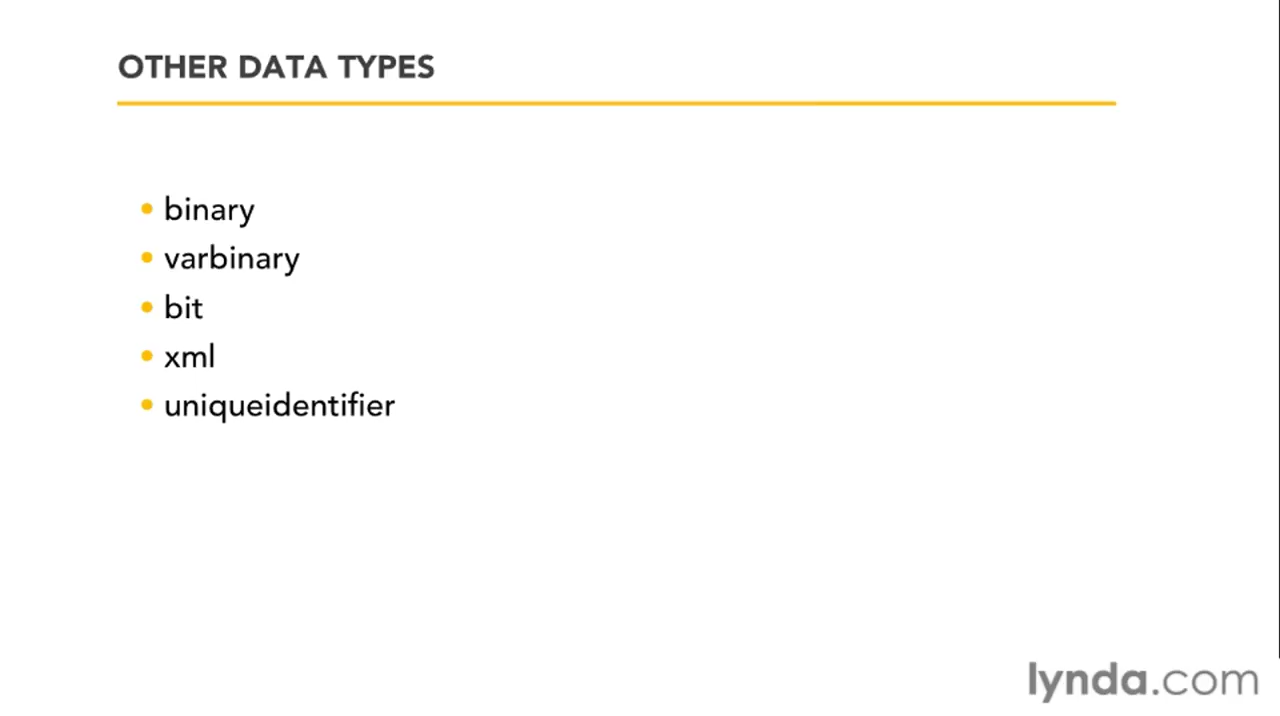 OTHER DATA TYPES
• binary
• varbinary
• bit
• xml
• uniqueidentifier
lynda.com